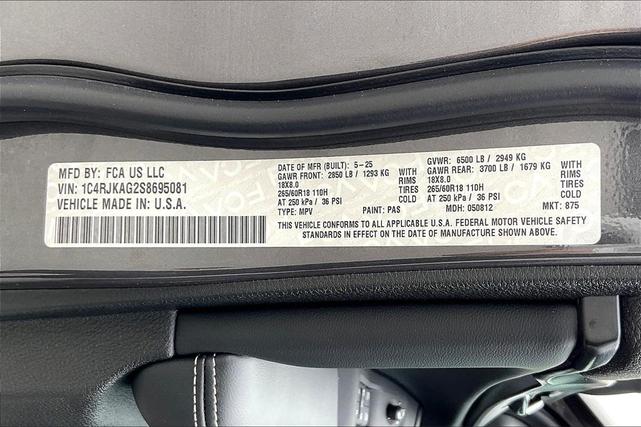 MFD BY: FCA US LLC
VIN: 1C4RJKAG2S8695081
VEHICLE MADE IN: U.S.A.
DATE OF MFR (BUILT): 5-25
GAWR FRONT: 2850 LB / 1293 KG
18X8.0 RIMS
265/60R18 110H TIRES
AT 250 kPa / 36 PSI COLD
TYPE: MPV PAINT: PAS
GVWR: 6500 LB / 2949 KG
GAWR REAR: 3700 LB / 1679 KG
18X8.0 RIMS
265/60R18 110H TIRES
AT 250 kPa / 36 PSI COLD
MDH: 050812 MKT: 875
THIS VEHICLE CONFORMS TO ALL APPLICABLE U.S.A. FEDERAL MOTOR VEHICLE SAFETY
STANDARDS IN EFFECT ON THE DATE OF MANUFACTURE SHOWN ABOVE.